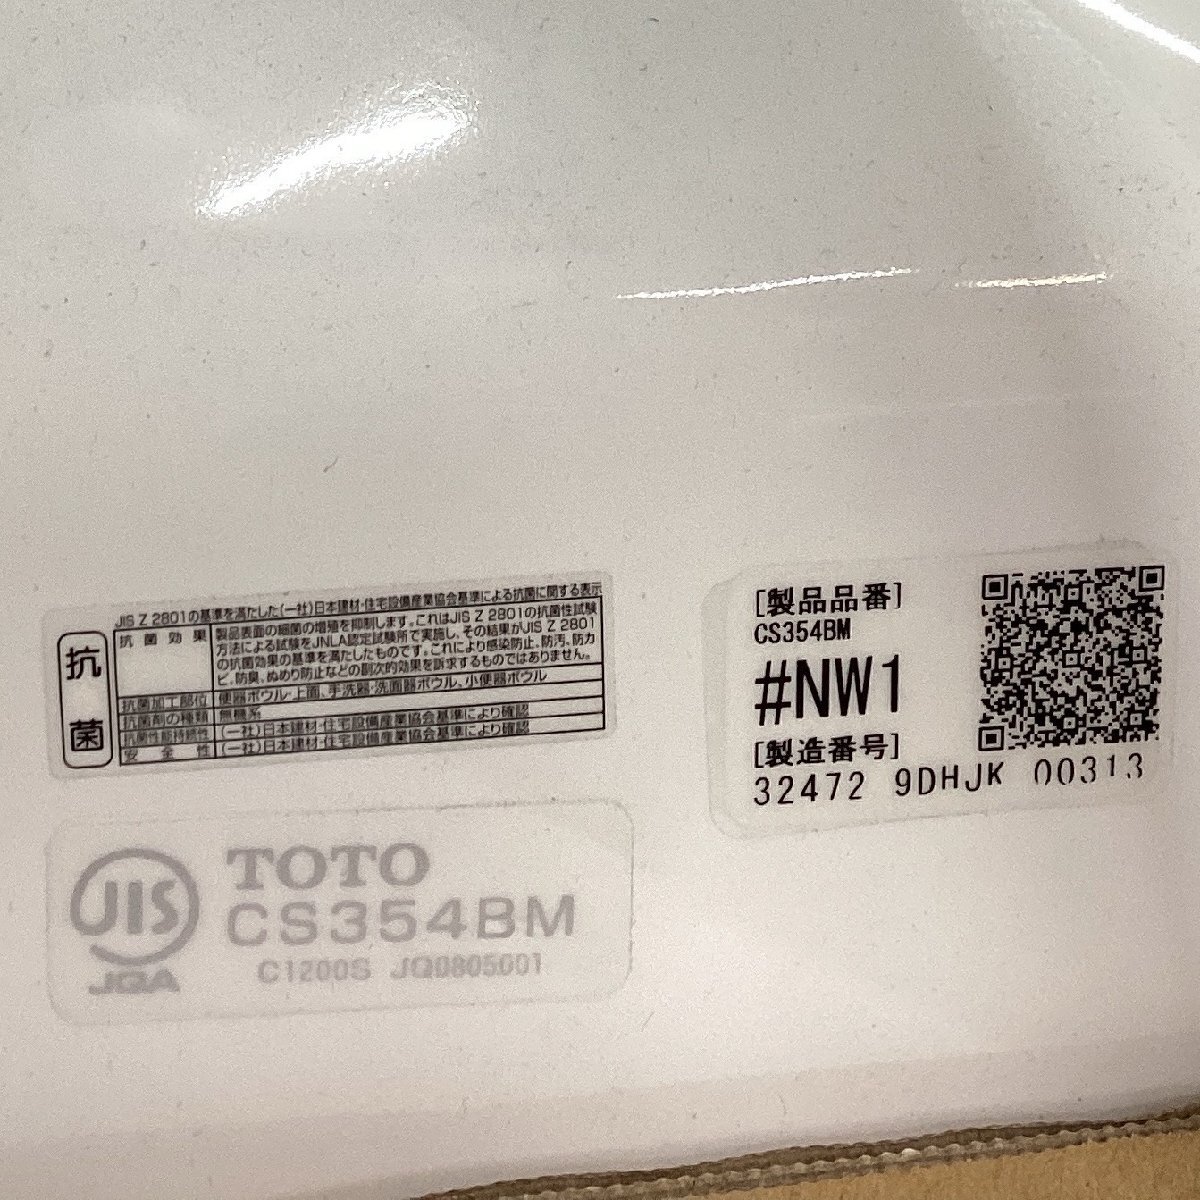 JIS Z 2801の基準を満たした(一社)日本建材・住宅設備産業協会基準による抗菌に関する表示
抗菌
抗菌効果
製品表面の細菌の増殖を抑制します。これはJIS Z 2801の抗菌性試験
方法による試験をJNLA認定試験所で実施し、その結果がJIS Z 2801
の抗菌効果の基準を満たしたものです。これにより感染防止、防汚、防カ
ビ、防臭、ぬめり防止などの副次的効果を訴求するものではありません。
抗菌加工部位 便器ボウル・上面、手洗器・洗面器ボウル、小便器ボウル
抗菌剤の種類 無機系
抗菌性能持続性 (一社)日本建材・住宅設備産業協会基準により確認
安全性 (一社)日本建材・住宅設備産業協会基準により確認
[製品品番]
CS354BM
#NW1
[製造番号]
32472 9DHJK 00313
JIS
JQA
TOTO
CS354BM
C1200S JQ0805001